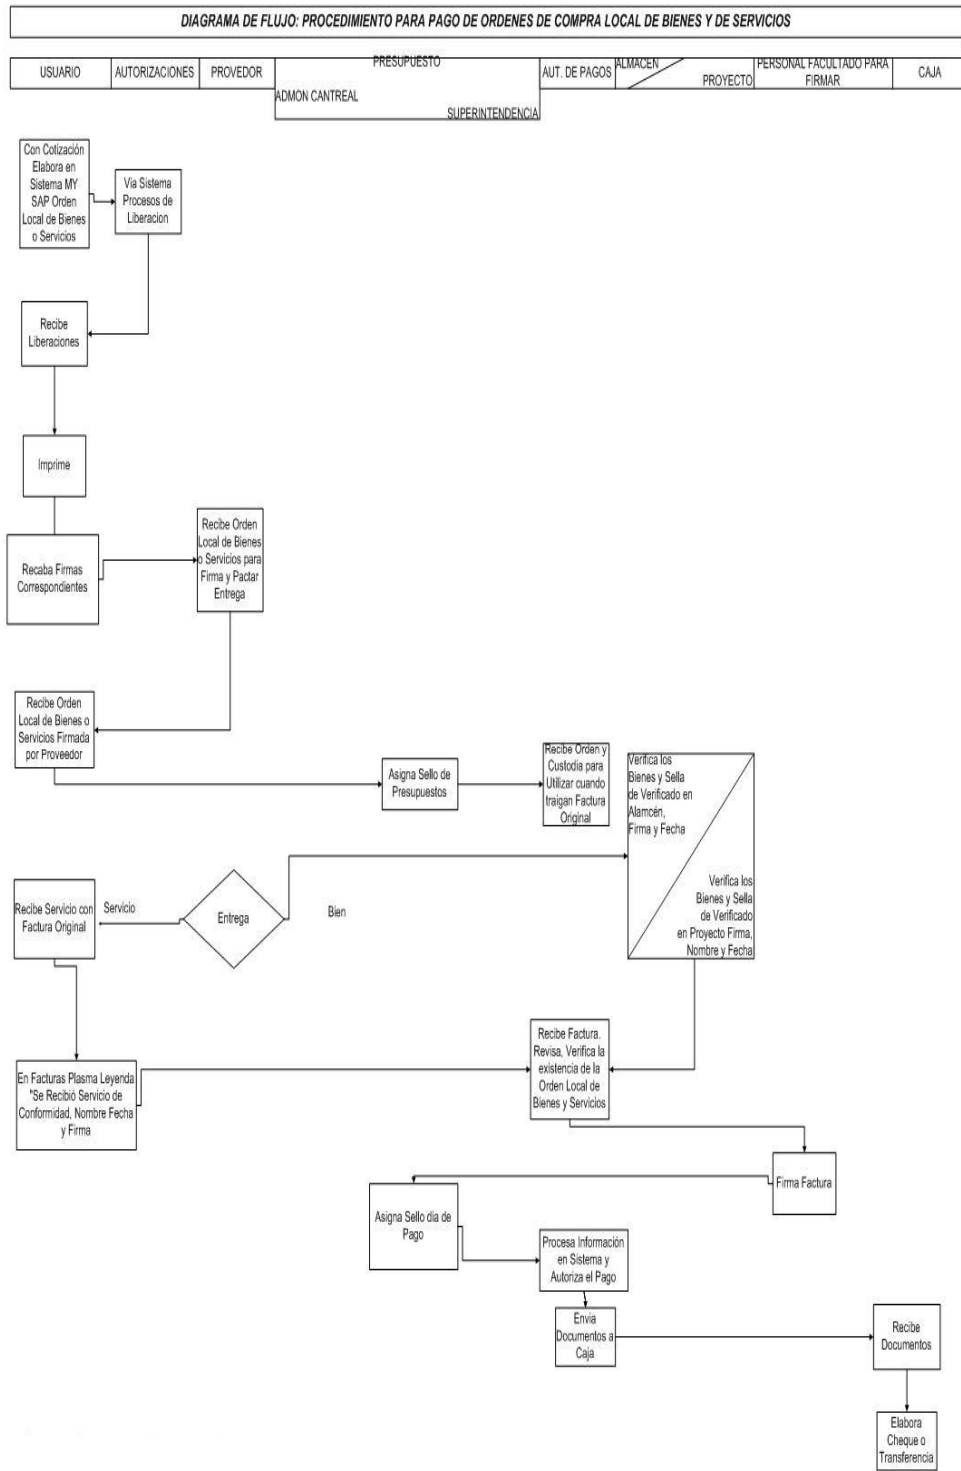 DIAGRAMA DE FLUJO: PROCEDIMIENTO PARA PAGO DE ORDENES DE COMPRA LOCAL DE BIENES Y DE SERVICIOS
USUARIO
AUTORIZACIONES
PROVEDOR
PRESUPUESTO
ADMON CANTREAL
SUPERINTENDENCIA
AUT. DE PAGOS
ALMACEN
PROYECTO
PERSONAL FACULTADO PARA
FIRMAR
CAJA
Con Cotización
Elabora en
Sistema MY
SAP Orden
Local de Bienes
o Servicios
Via Sistema
Procesos de
Liberacion
Recibe
Liberaciones
Imprime
Recaba Firmas
Correspondientes
Recibe Orden
Local de Bienes
o Servicios para
Firma y Pactar
Entrega
Recibe Orden
Local de Bienes o
Servicios Firmada
por Proveedor
Asigna Sello de
Presupuestos
Recibe Orden y
Custodia para
Utilizar cuando
traigan Factura
Original
Verifica los
Bienes y Sella
de Verificado en
Alamcén,
Firma y Fecha
Verifica los
Bienes y Sella
de Verificado
en Proyecto Firma,
Nombre y Fecha
Recibe Servicio con
Factura Original
Servicio
Entrega
Bien
En Facturas Plasma Leyenda
"Se Recibió Servicio de
Conformidad, Nombre Fecha
y Firma
Recibe Factura.
Revisa, Verifica la
existencia de la
Orden Local de
Bienes y Servicios
Firma Factura
Asigna Sello dia de
Pago
Procesa Información
en Sistema y
Autoriza el Pago
Envia
Documentos a
Caja
Recibe
Documentos
Elabora
Cheque o
Transferencia